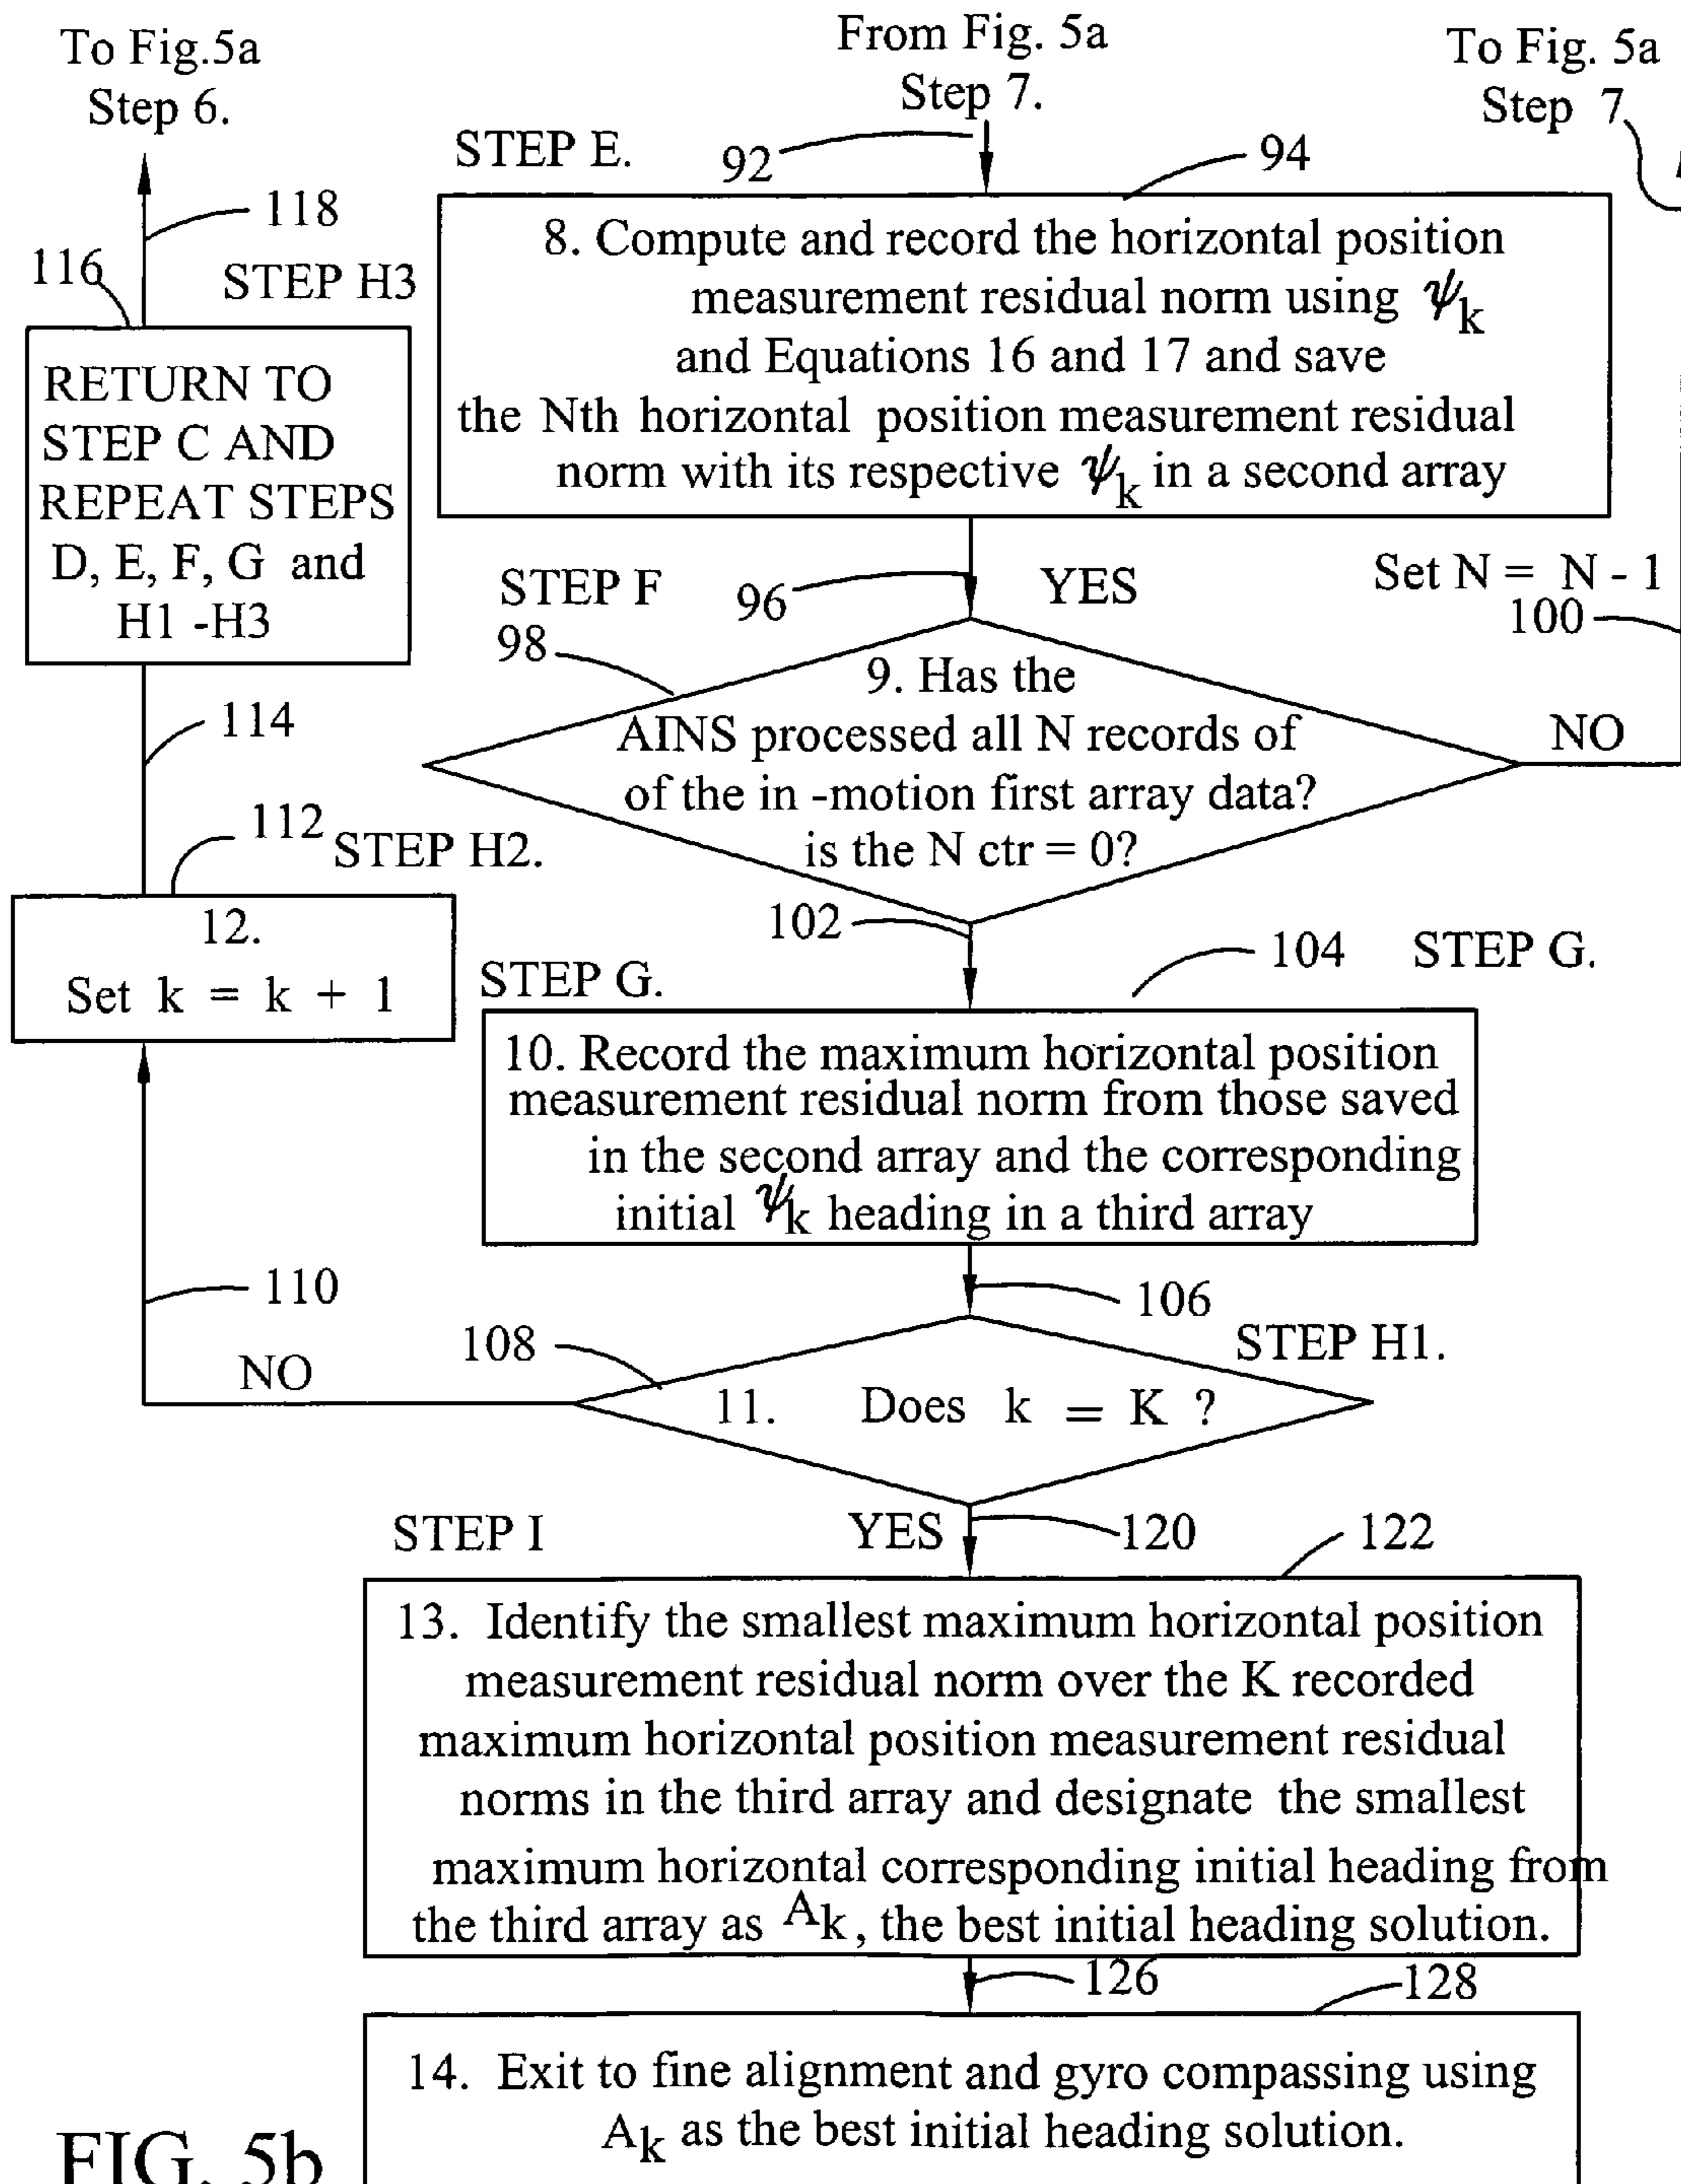 To Fig.5a
Step 6.
From Fig. 5a
Step 7.
To Fig. 5a
Step 7
STEP E.
92
94
118
116
STEP H3
8. Compute and record the horizontal position
measurement residual norm using ψk
and Equations 16 and 17 and save
the Nth horizontal position measurement residual
norm with its respective ψk in a second array
RETURN TO
STEP C AND
REPEAT STEPS
D, E, F, G and
H1 -H3
STEP F
96
YES
Set N = N - 1
100
98
9. Has the
AINS processed all N records of
of the in -motion first array data?
is the N ctr = 0?
NO
114
112
STEP H2.
12.
Set k = k + 1
102
STEP G.
104
STEP G.
10. Record the maximum horizontal position
measurement residual norm from those saved
in the second array and the corresponding
initial ψk heading in a third array
110
106
108
STEP H1.
NO
11. Does k = K ?
STEP I
YES
120
122
13. Identify the smallest maximum horizontal position
measurement residual norm over the K recorded
maximum horizontal position measurement residual
norms in the third array and designate the smallest
maximum horizontal corresponding initial heading from
the third array as Ak, the best initial heading solution.
126
128
14. Exit to fine alignment and gyro compassing using
Ak as the best initial heading solution.
FIG. 5b